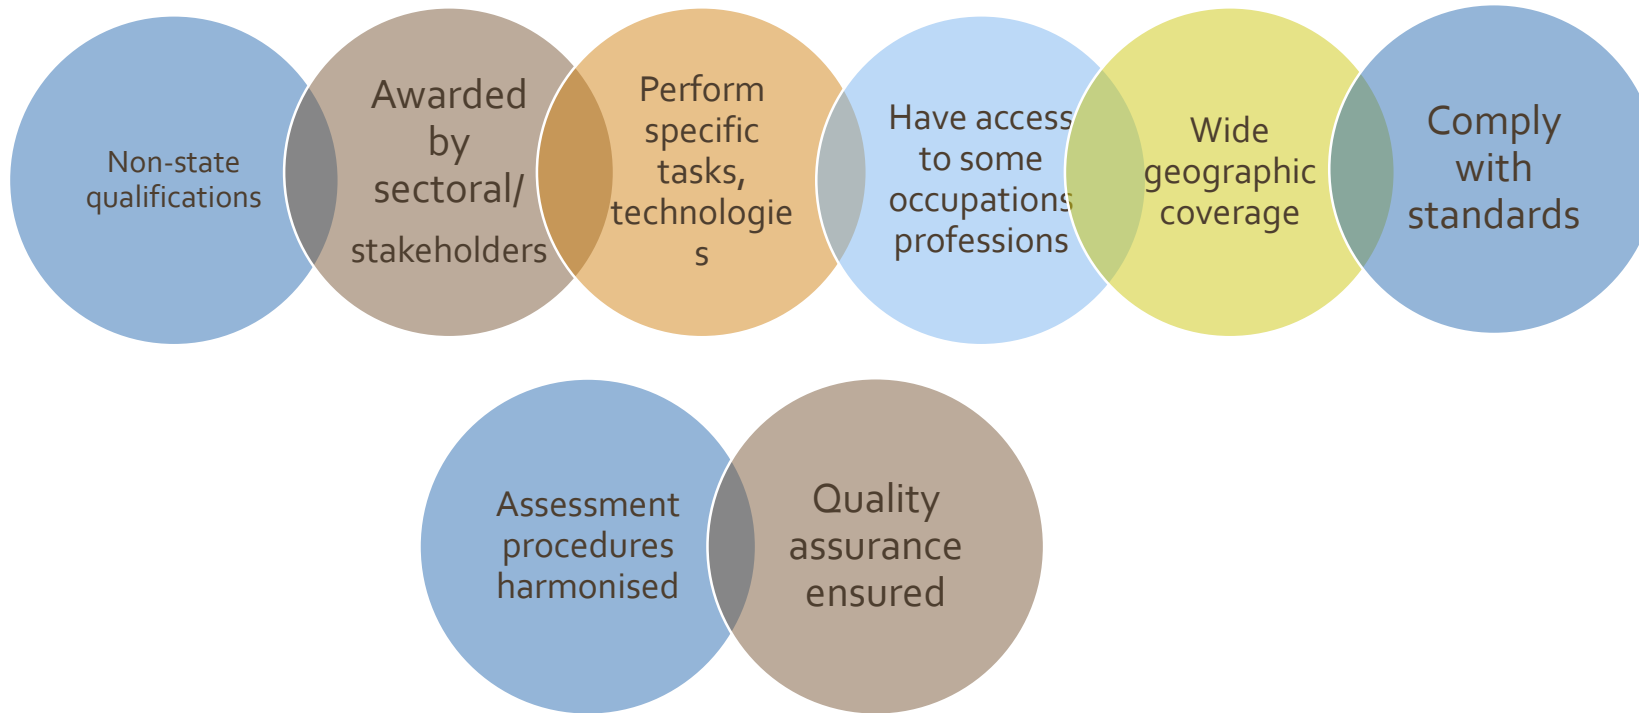 Non-state
qualifications
Awarded
by
sectoral/
stakeholders
Perform
specific
tasks,
technologie
s
Have access
to some
occupations
professions
Wide
geographic
coverage
Comply
with
standards
Assessment
procedures
harmonised
Quality
assurance
ensured